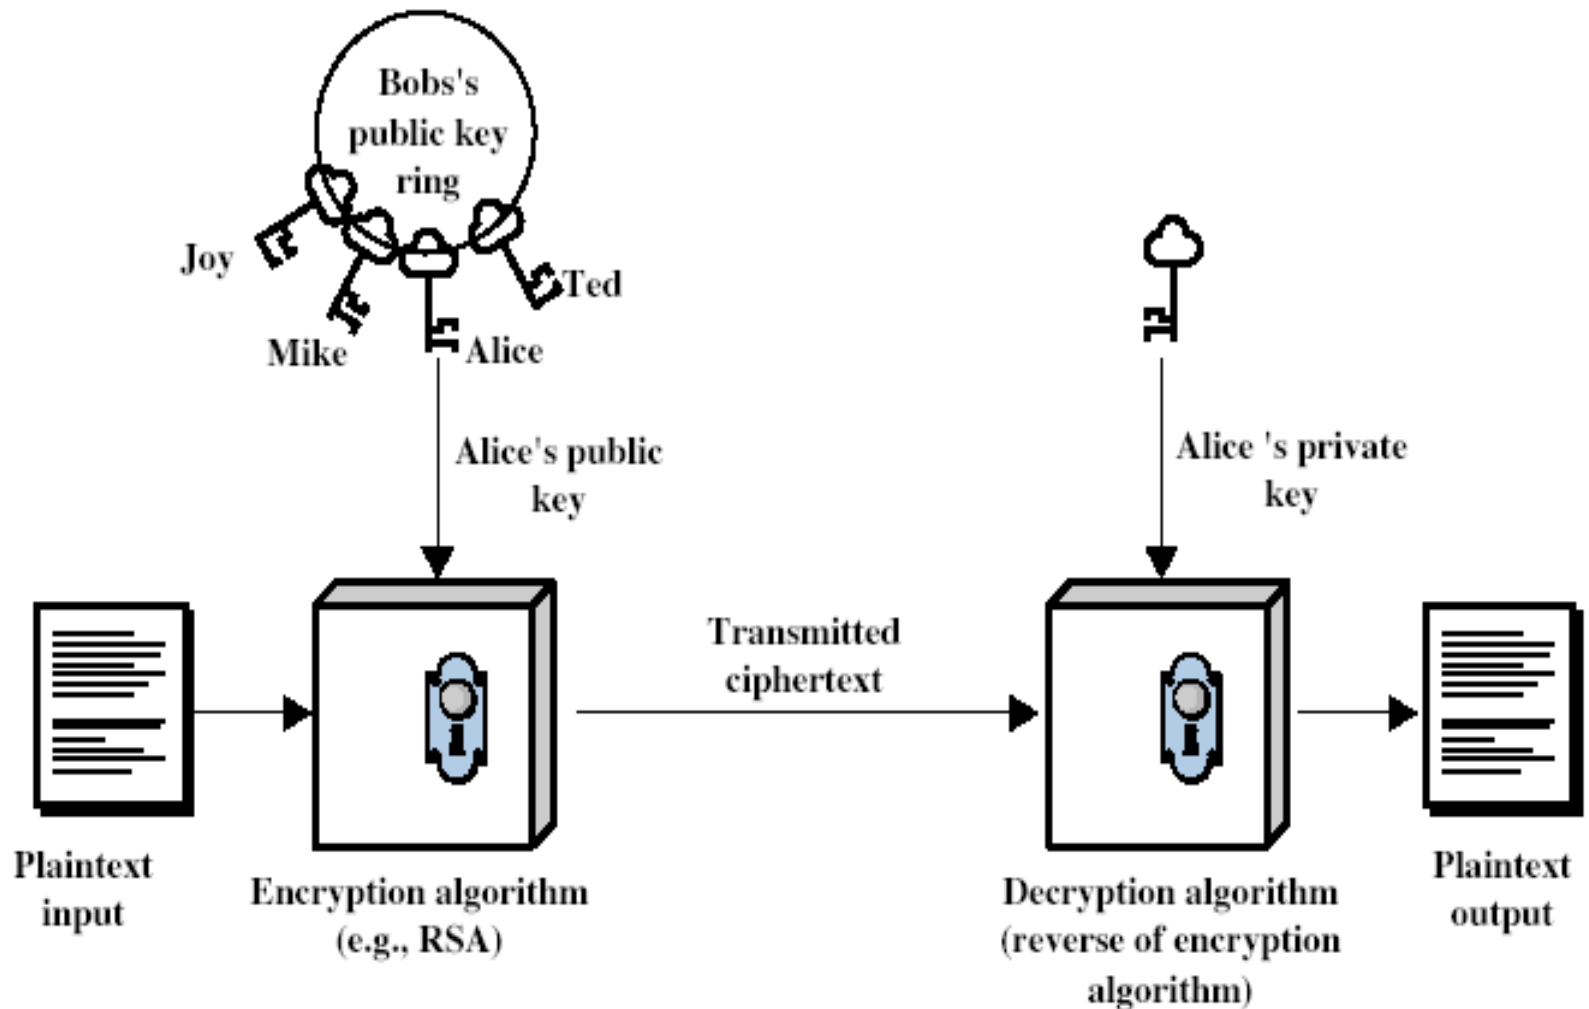 Bobs's
public key
ring
Joy
Ted
Mike
Alice
Alice's public
key
Alice 's private
key
Transmitted
ciphertext
Plaintext
input
Encryption algorithm
(e.g., RSA)
Decryption algorithm
(reverse of encryption
algorithm)
Plaintext
output